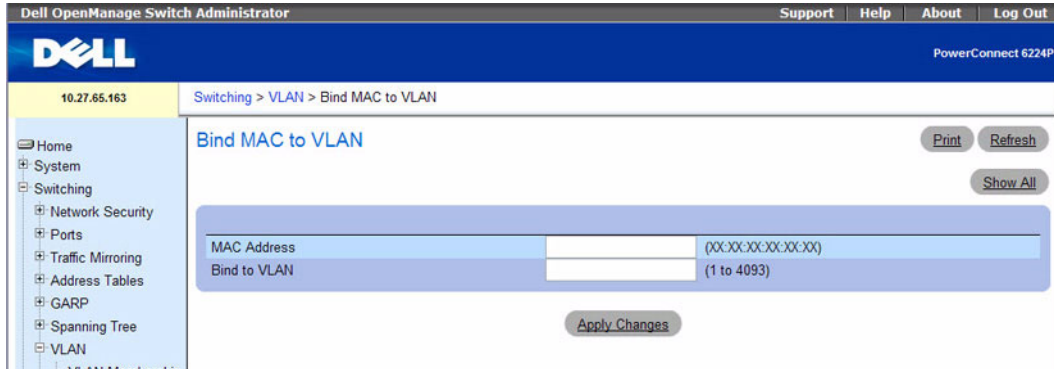 Dell OpenManage Switch Administrator
Support Help About Log Out
DELL
PowerConnect 6224P
10.27.65.163
Switching > VLAN > Bind MAC to VLAN
Home
System
Switching
Network Security
Ports
Traffic Mirroring
Address Tables
GARP
Spanning Tree
VLAN
Bind MAC to VLAN
Print Refresh
Show All
MAC Address (XX:XX:XX:XX:XX:XX)
Bind to VLAN (1 to 4093)
Apply Changes